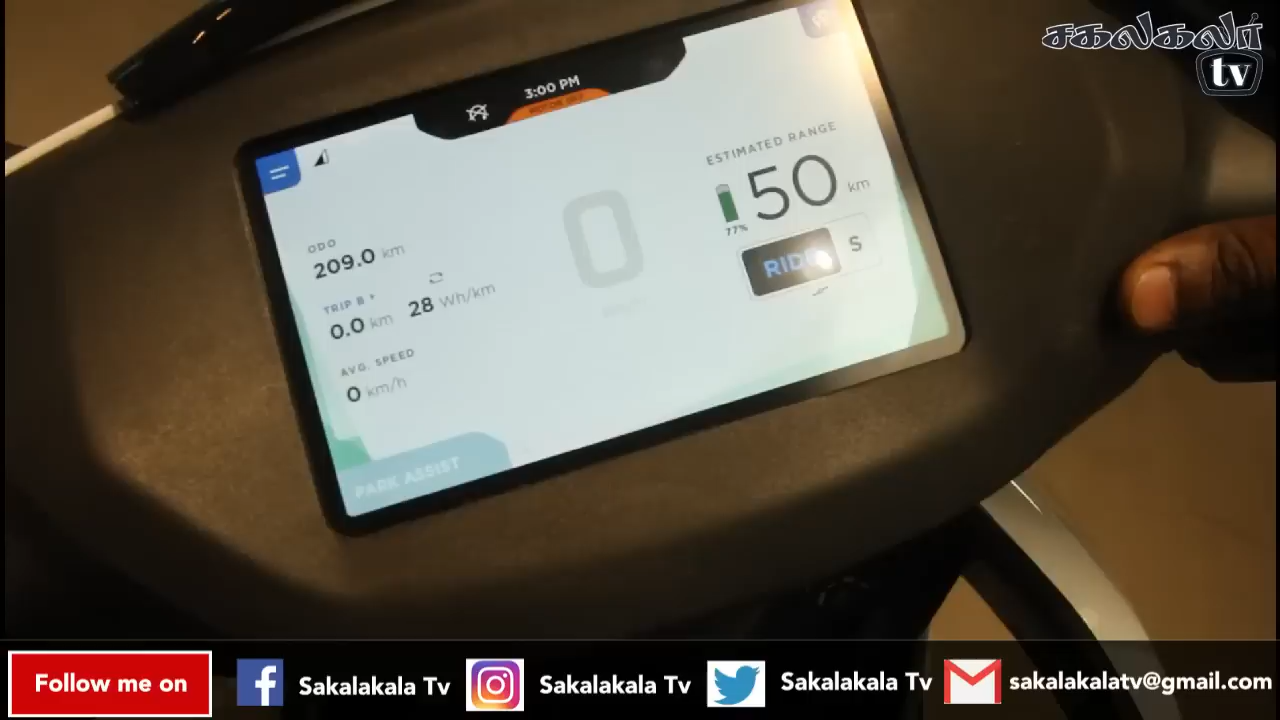 சகலகலா
tv
3:00 PM
ESTIMATED RANGE
50 km
77%
RIDE S
ODO
209.0 km
TRIP B
0.0 km 28 Wh/km
AVG. SPEED
0 km/h
0
PARK ASSIST
Follow me on
Sakalakala Tv
Sakalakala Tv
Sakalakala Tv
sakalakalatv@gmail.com